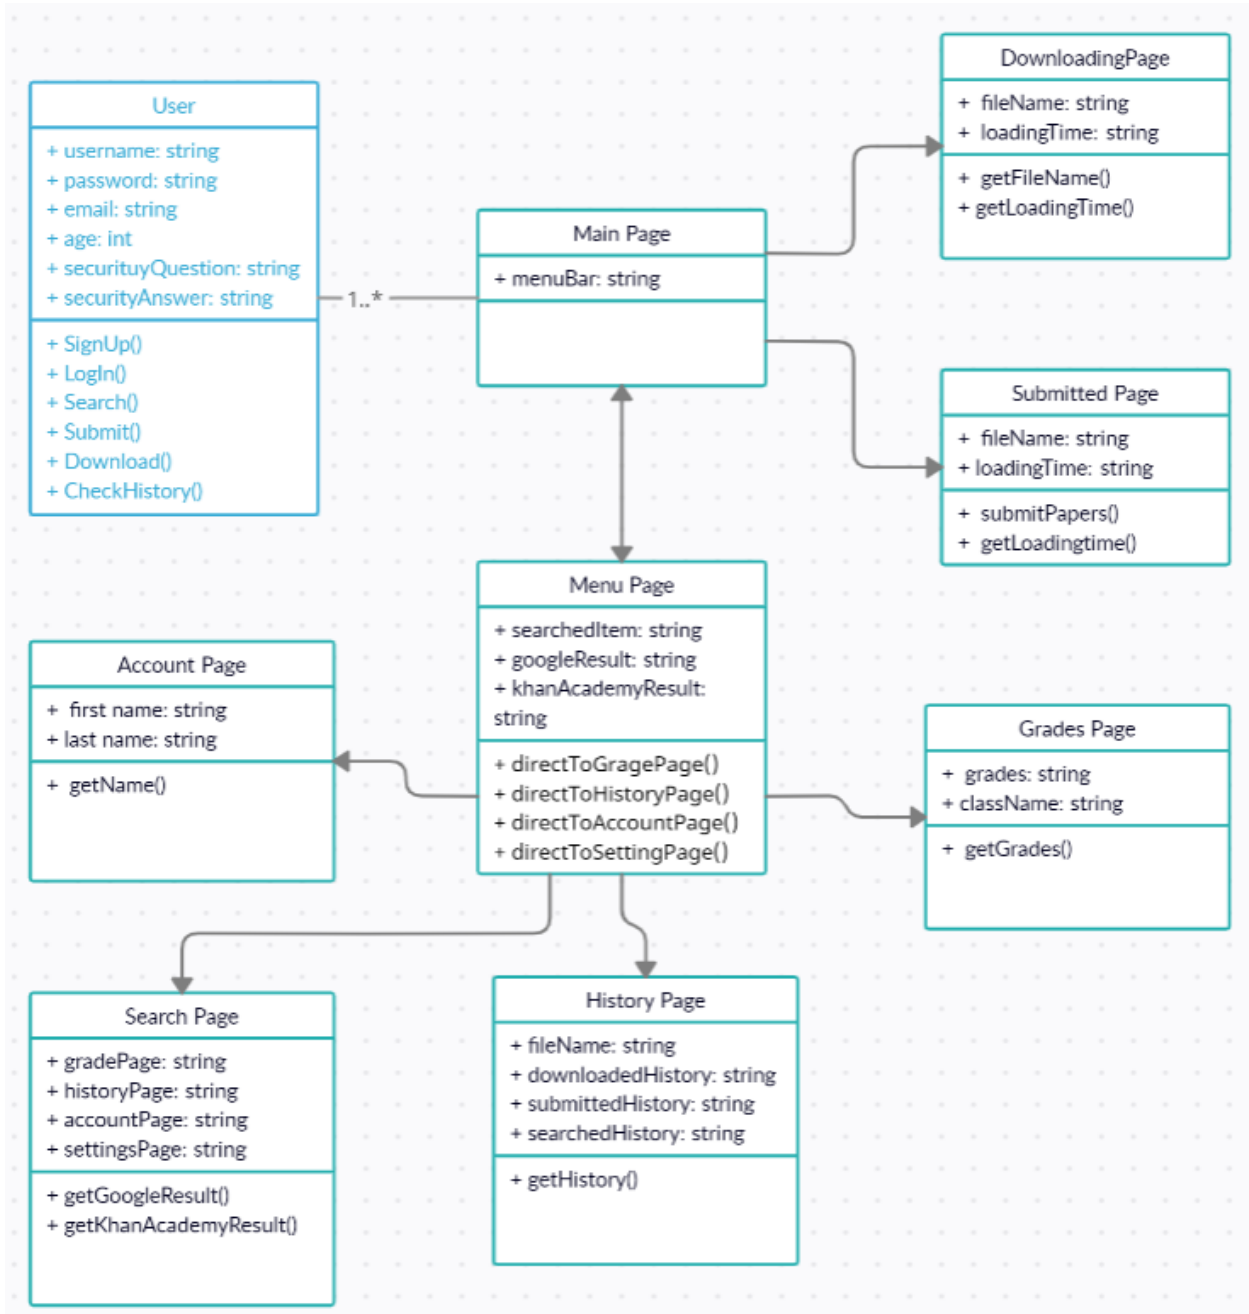 User
+ username: string
+ password: string
+ email: string
+ age: int
+ securituyQuestion: string
+ securityAnswer: string
+ SignUp()
+ LogIn()
+ Search()
+ Submit()
+ Download()
+ CheckHistory()
1..*
Main Page
+ menuBar: string
DownloadingPage
+ fileName: string
+ loadingTime: string
+ getFileName()
+ getLoadingTime()
Submitted Page
+ fileName: string
+ loadingTime: string
+ submitPapers()
+ getLoadingtime()
Menu Page
+ searchedItem: string
+ googleResult: string
+ khanAcademyResult:
string
+ directToGragePage()
+ directToHistoryPage()
+ directToAccountPage()
+ directToSettingPage()
Account Page
+ first name: string
+ last name: string
+ getName()
Grades Page
+ grades: string
+ className: string
+ getGrades()
Search Page
+ gradePage: string
+ historyPage: string
+ accountPage: string
+ settingsPage: string
+ getGoogleResult()
+ getKhanAcademyResult()
History Page
+ fileName: string
+ downloadedHistory: string
+ submittedHistory: string
+ searchedHistory: string
+ getHistory()